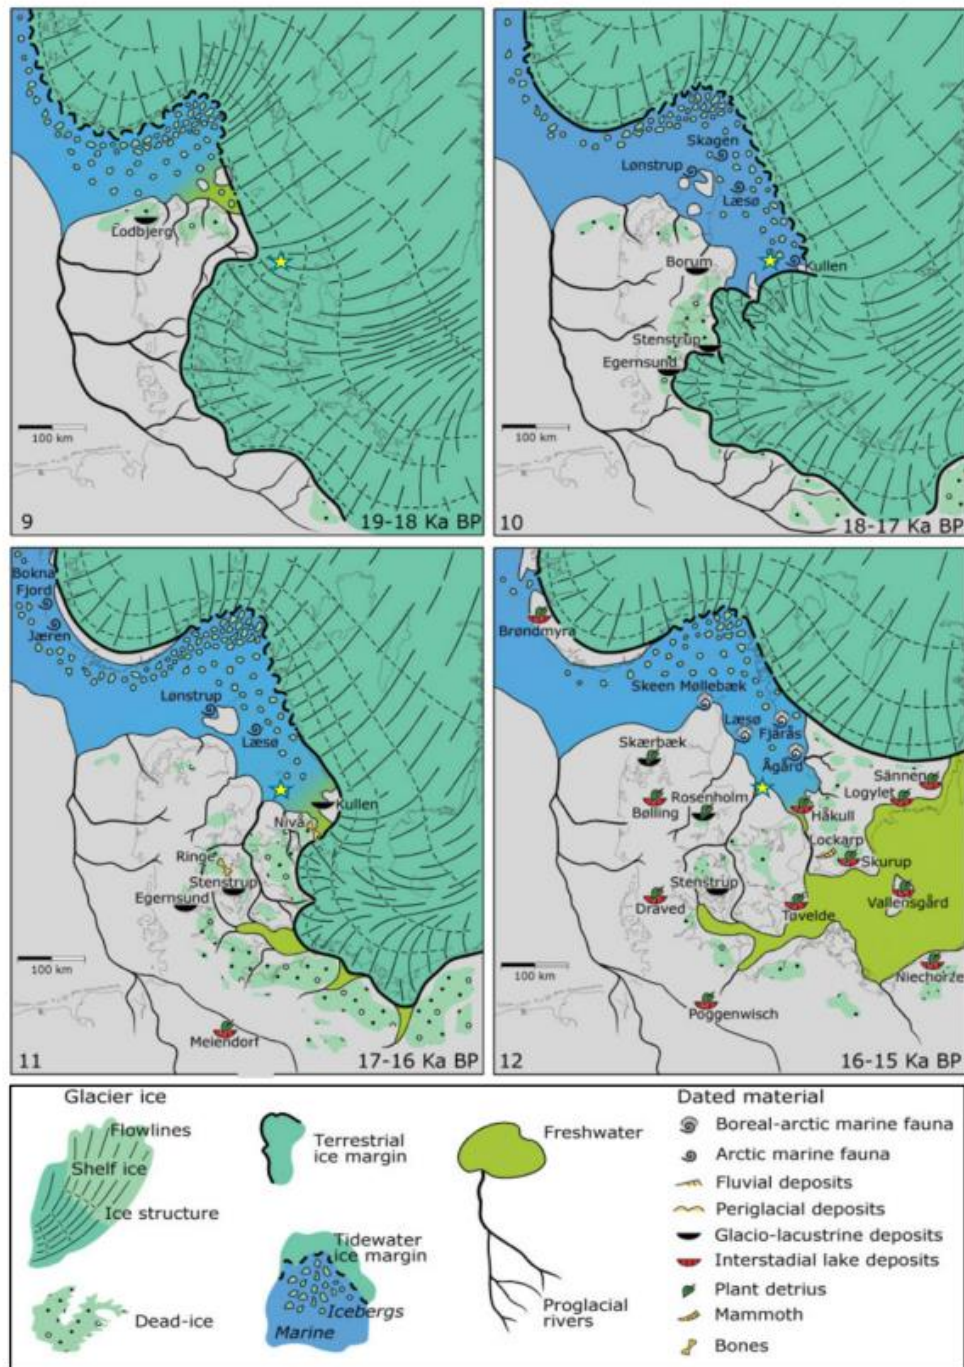 Lodbjerg
100 km
9
19-18 Ka BP
Skagen
Lønstrup
Læsø
Kullen
Borum
Stenstrup
Egernsund
100 km
10
18-17 Ka BP
Bokna
Fjord
Jæren
Lønstrup
Læsø
Kullen
Nivå
Ringe
Stenstrup
Egernsund
100 km
Meiendorf
11
17-16 Ka BP
Brøndmyra
Skeen Møllebæk
Læsø
Fjärås
Skærbæk
Ågård
Sännen
Logylet
Rosenholm
Bølling
Håkull
Lockarp
Skurup
Stenstrup
Draved
Vallensgård
Tøvelde
100 km
Niechorze
Poggenwisch
12
16-15 Ka BP
Glacier ice
Flowlines
Shelf ice
Ice structure
Dead-ice
Terrestrial
ice margin
Tidewater
ice margin
Icebergs
Marine
Freshwater
Proglacial
rivers
Dated material
Boreal-arctic marine fauna
Arctic marine fauna
Fluvial deposits
Periglacial deposits
Glacio-lacustrine deposits
Interstadial lake deposits
Plant detrius
Mammoth
Bones